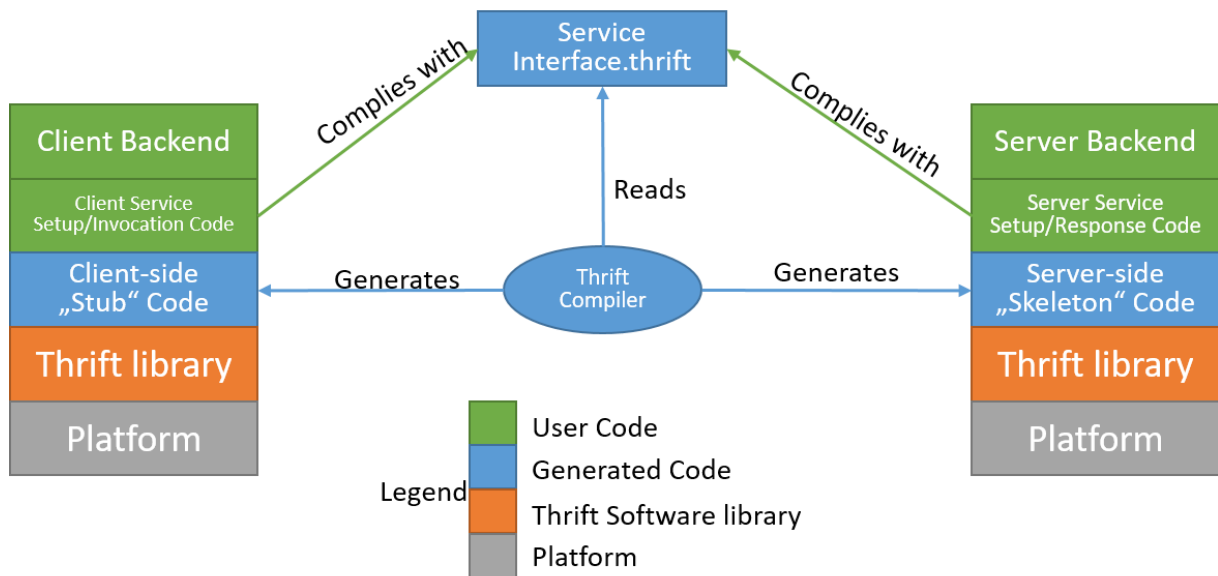 Service
Interface.thrift
Complies with
Complies with
Client Backend
Client Service
Setup/Invocation Code
Client-side
„Stub“ Code
Thrift library
Platform
Reads
Generates
Thrift
Compiler
Generates
Server Backend
Server Service
Setup/Response Code
Server-side
„Skeleton“ Code
Thrift library
Platform
Legend
User Code
Generated Code
Thrift Software library
Platform